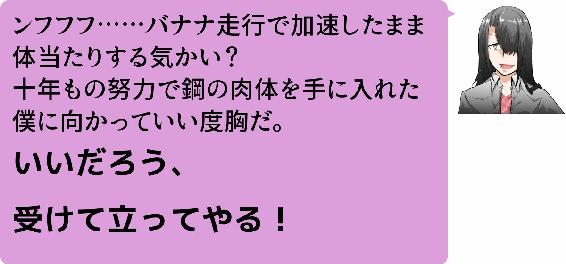 ンフフフ……バナナ走行で加速したまま
体当たりする気かい？
十年もの努力で鋼の肉体を手に入れた
僕に向かっていい度胸だ。
いいだろう、
受けて立ってやる！